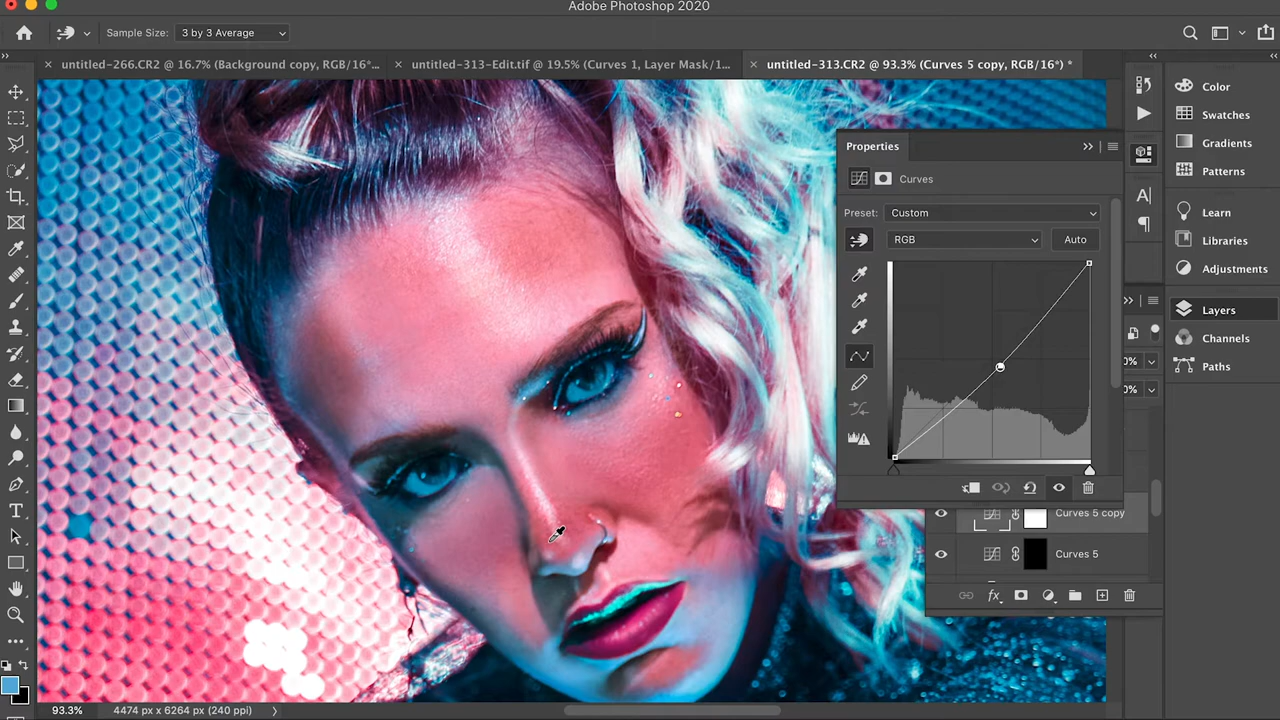 Adobe Photoshop 2020
Sample Size: 3 by 3 Average
untitled-266.CR2 @ 16.7% (Background copy, RGB/16*...
untitled-313-Edit.tif @ 19.5% (Curves 1, Layer Mask/1...
untitled-313.CR2 @ 93.3% (Curves 5 copy, RGB/16*) *
Properties
Curves
Preset: Custom
RGB
Auto
Color
Swatches
Gradients
Patterns
Learn
Libraries
Adjustments
Layers
Channels
Paths
0%
0%
Curves 5 copy
Curves 5
fx
93.3%
4474 px x 6264 px (240 ppi)